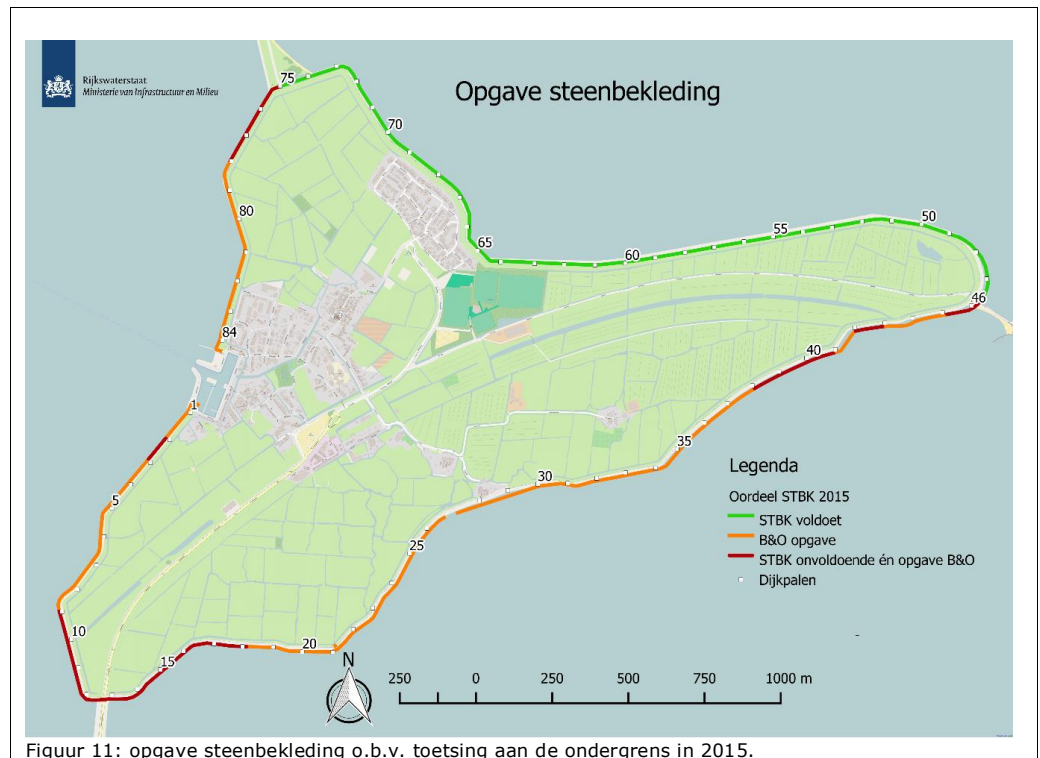 Rijkswaterstaat
Ministerie van Infrastructuur en Milieu
Opgave steenbekleding
75
70
80
65
60
55
50
46
84
40
1
35
5
30
25
10
20
15
Legenda
Oordeel STBK 2015
STBK voldoet
B&O opgave
STBK onvoldoende én opgave B&O
Dijkpalen
N
250 0 250 500 750 1000 m
Figuur 11: opgave steenbekleding o.b.v. toetsing aan de ondergrens in 2015.